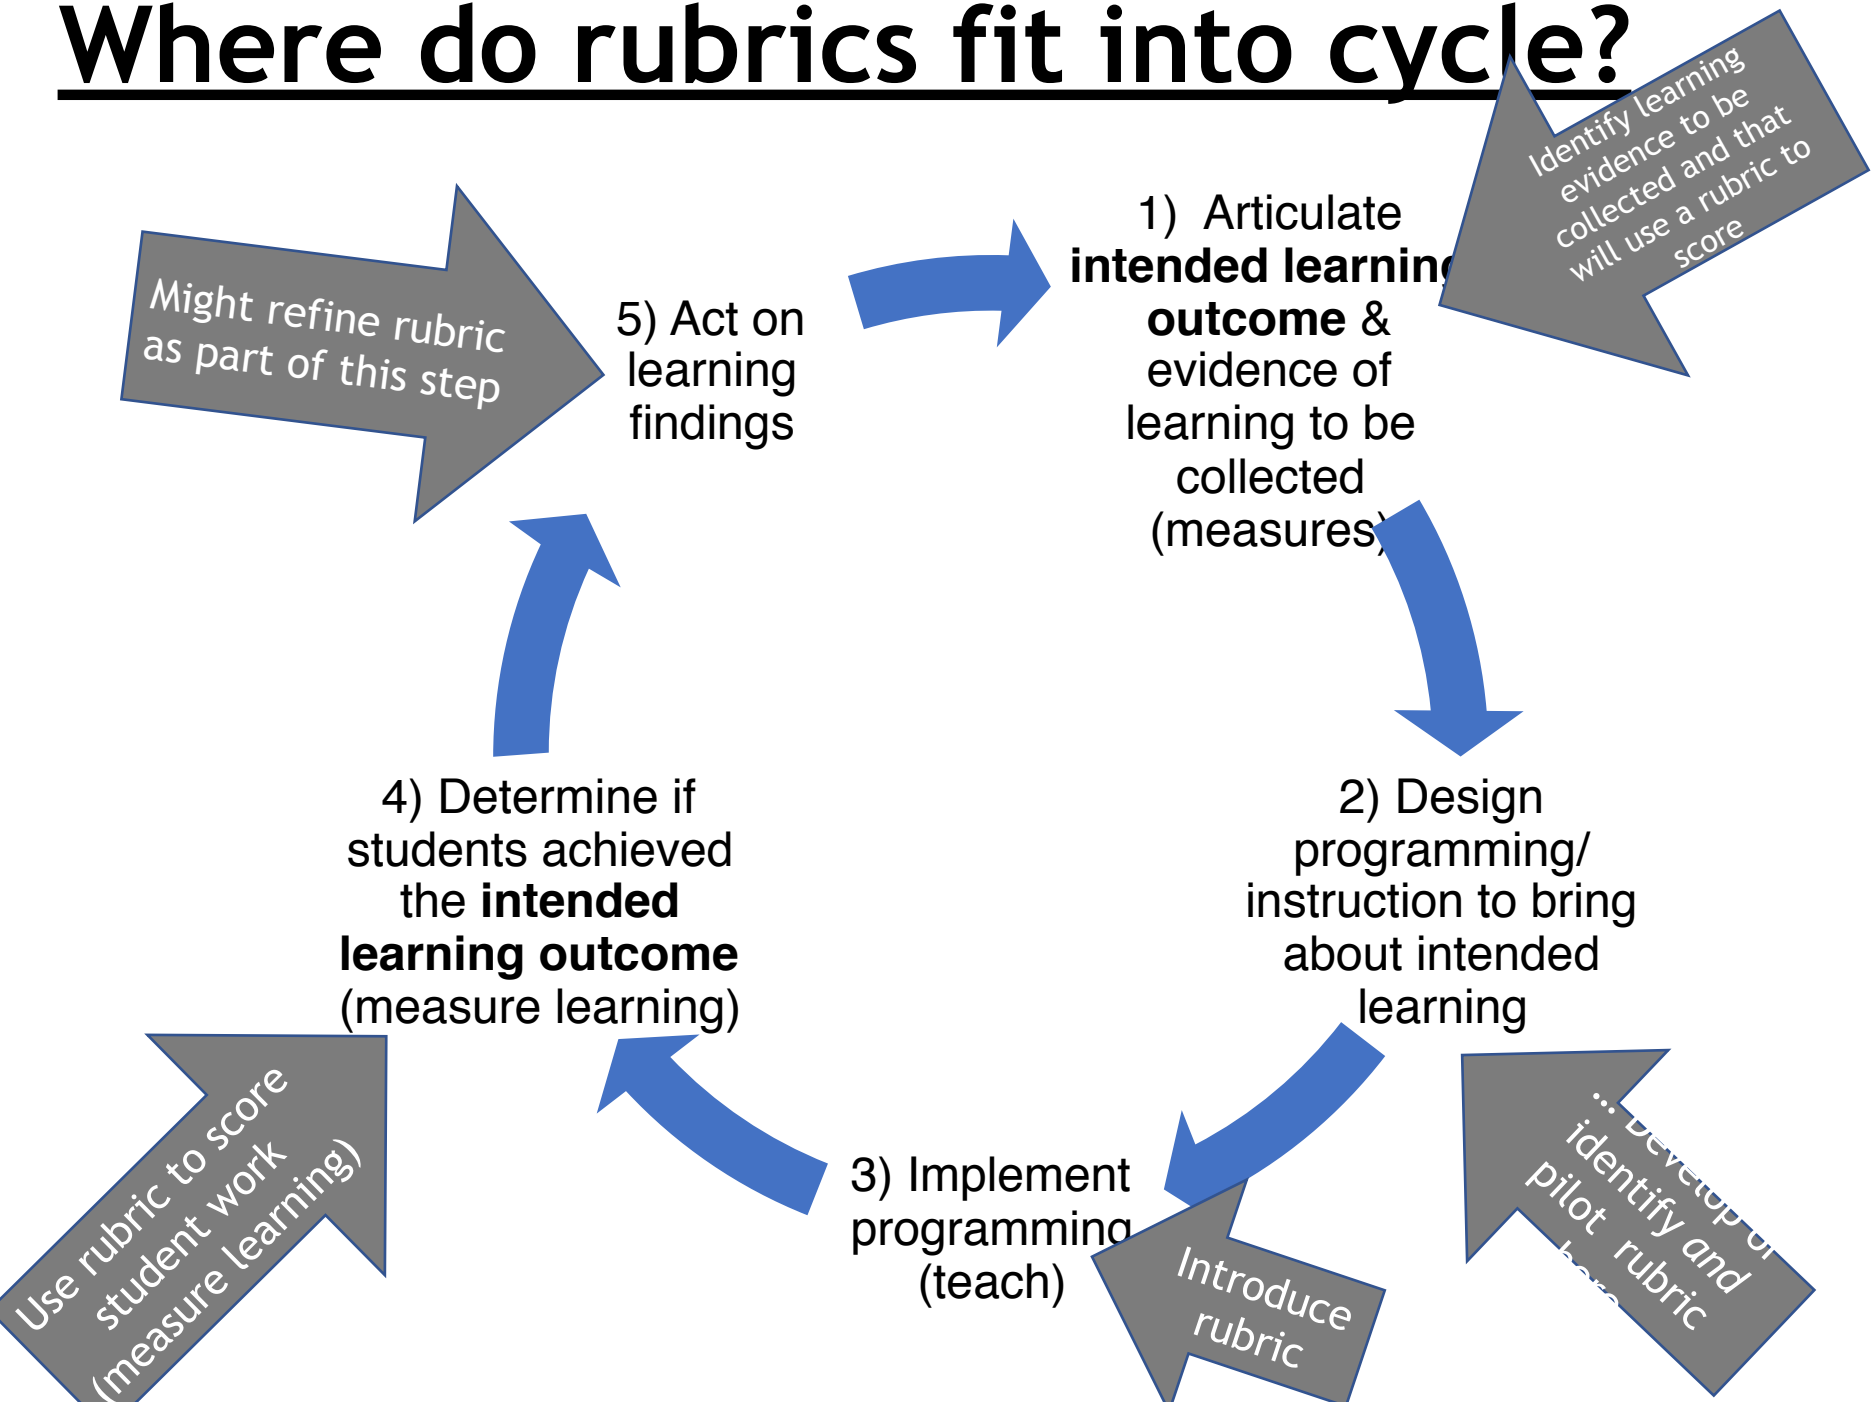 Where do rubrics fit into cycle?
Identify learning
evidence to be
collected and that
will use a rubric to
score
1) Articulate
intended learning
outcome &
evidence of
learning to be
collected
(measures)
2) Design
programming/
instruction to bring
about intended
learning
... Develop or
identify and
pilot rubric
here
3) Implement
programming
(teach)
Introduce
rubric
4) Determine if
students achieved
the intended
learning outcome
(measure learning)
Use rubric to score
student work
(measure learning)
5) Act on
learning
findings
Might refine rubric
as part of this step